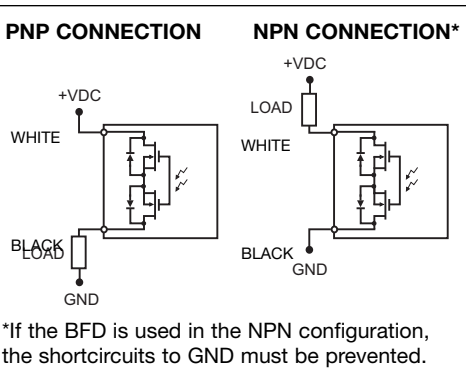 PNP CONNECTION
NPN CONNECTION*
+VDC
WHITE
BLACK
LOAD
GND
+VDC
LOAD
WHITE
BLACK
GND
*If the BFD is used in the NPN configuration,
the shortcircuits to GND must be prevented.